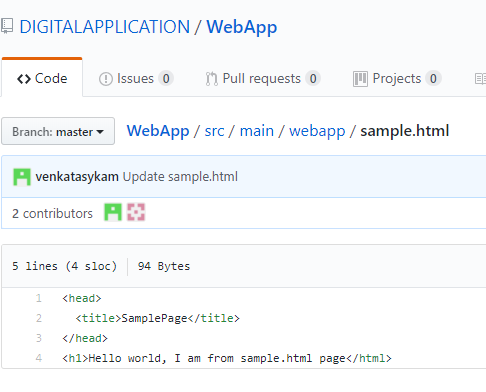 DIGITALAPPLICATION / WebApp
Code Issues 0 Pull requests 0 Projects 0
Branch: master WebApp / src / main / webapp / sample.html
venkatasykam Update sample.html
2 contributors
5 lines (4 sloc) 94 Bytes
1 <head>
2 <title>SamplePage</title>
3 </head>
4 <h1>Hello world, I am from sample.html page</html>